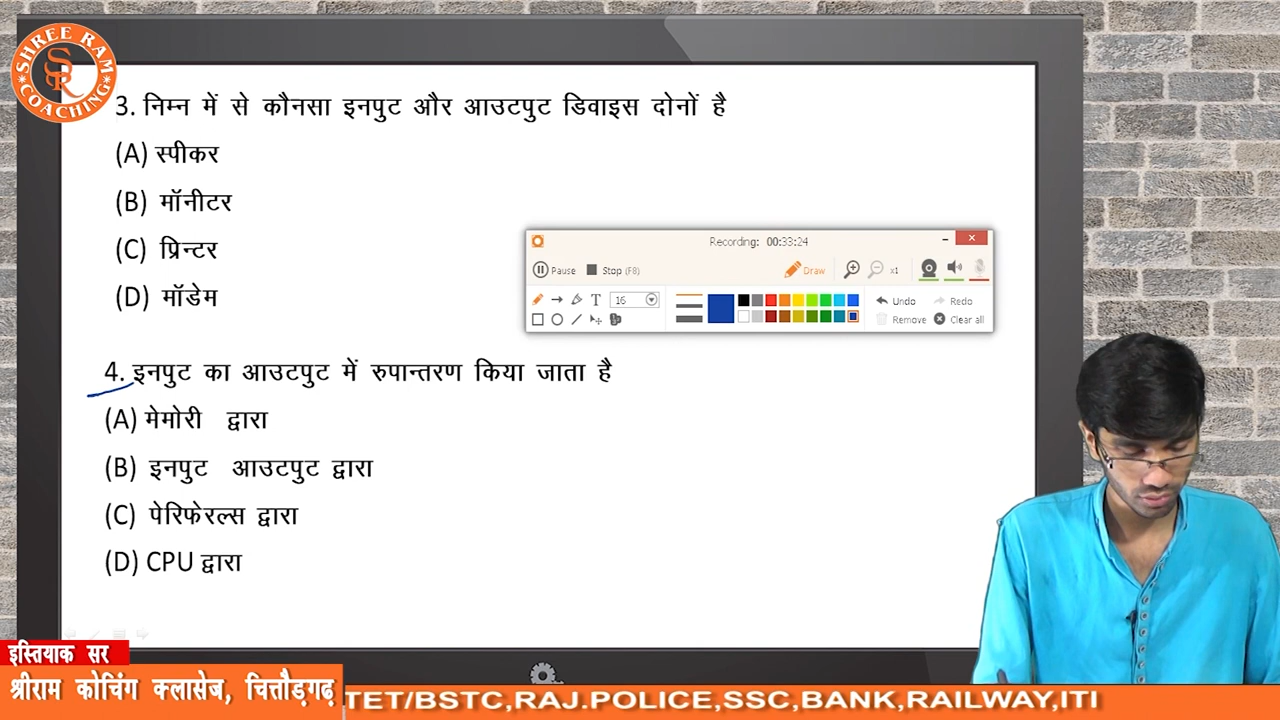 SHREE RAM
SR
COACHING
3. निम्न में से कौनसा इनपुट और आउटपुट डिवाइस दोनों है
(A) स्पीकर
(B) मॉनीटर
(C) प्रिन्टर
(D) मॉडेम
Recording: 00:33:24
Pause Stop (F8) Draw x1
T 16 Undo Redo
Remove Clear all
4. इनपुट का आउटपुट में रुपान्तरण किया जाता है
(A) मेमोरी द्वारा
(B) इनपुट आउटपुट द्वारा
(C) पेरिफेरल्स द्वारा
(D) CPU द्वारा
इस्तियाक सर
श्रीराम कोचिंग क्लासेज, चित्तौड़गढ़
TET/BSTC,RAJ.POLICE,SSC,BANK,RAILWAY,ITI